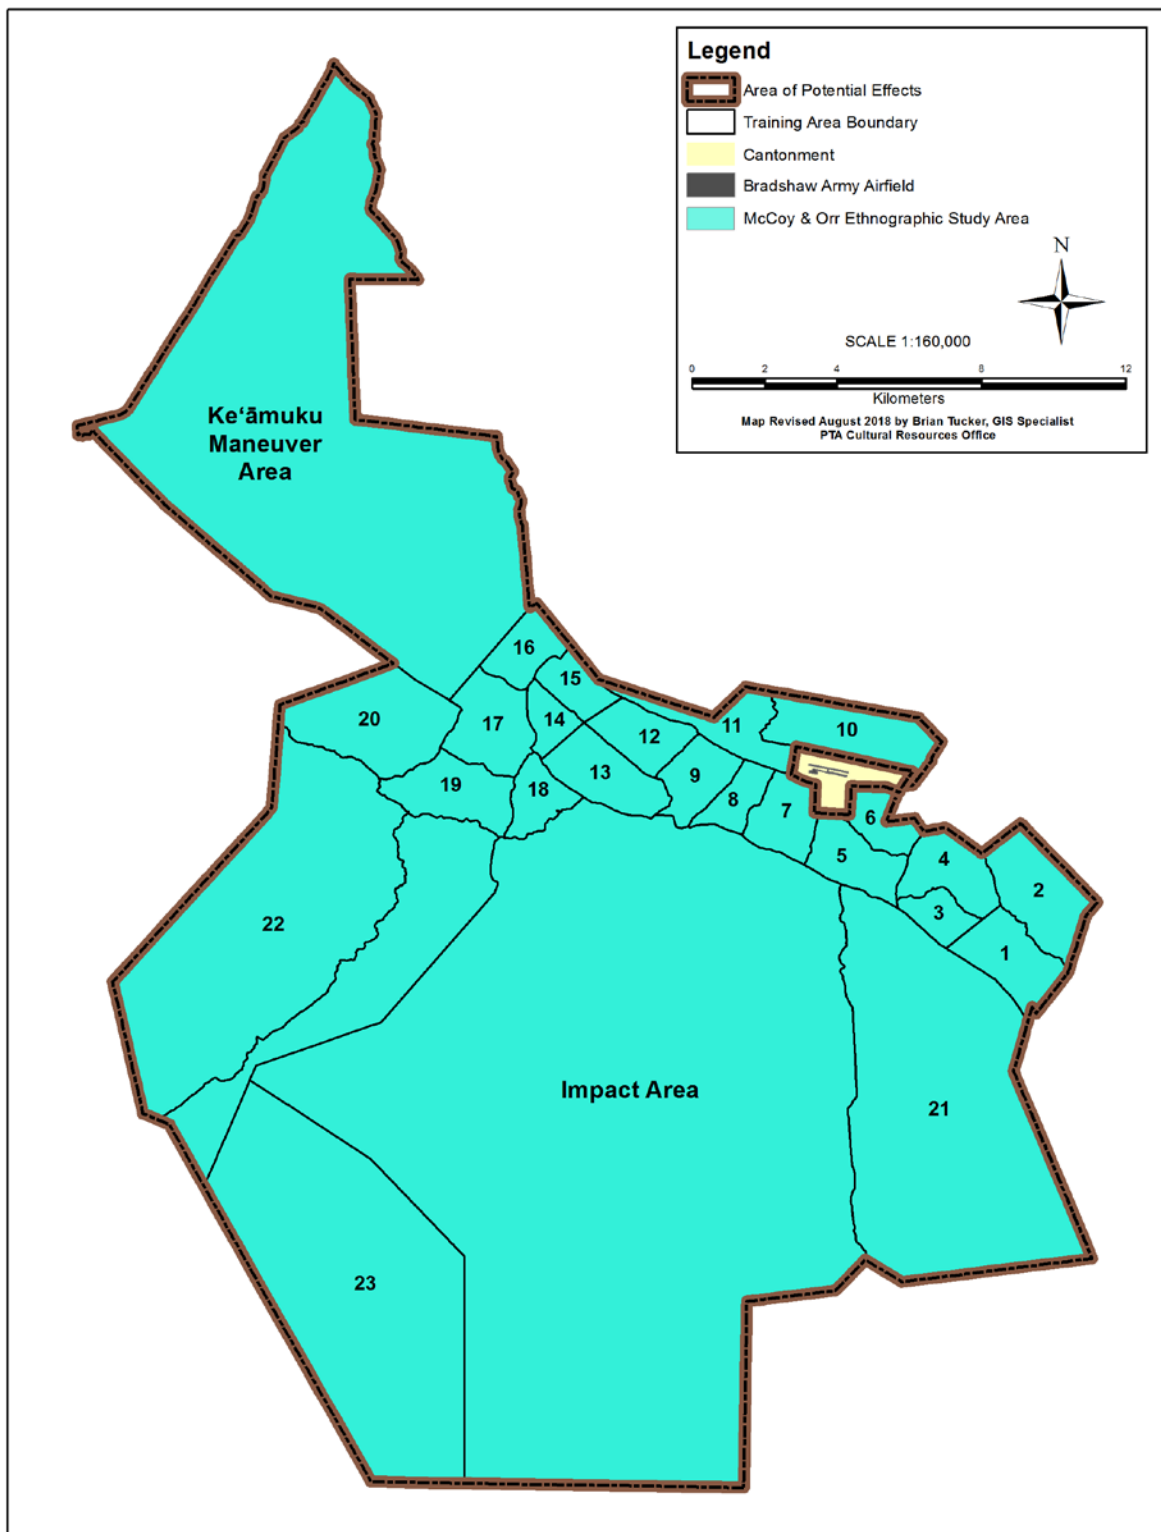 Legend
Area of Potential Effects
Training Area Boundary
Cantonment
Bradshaw Army Airfield
McCoy & Orr Ethnographic Study Area
N
SCALE 1:160,000
0 2 4 8 12
Kilometers
Map Revised August 2018 by Brian Tucker, GIS Specialist
PTA Cultural Resources Office
Ke‘āmuku
Maneuver
Area
16
15
20
17
14
12
11
10
19
18
13
9
8
7
6
5
4
2
3
1
22
Impact Area
21
23